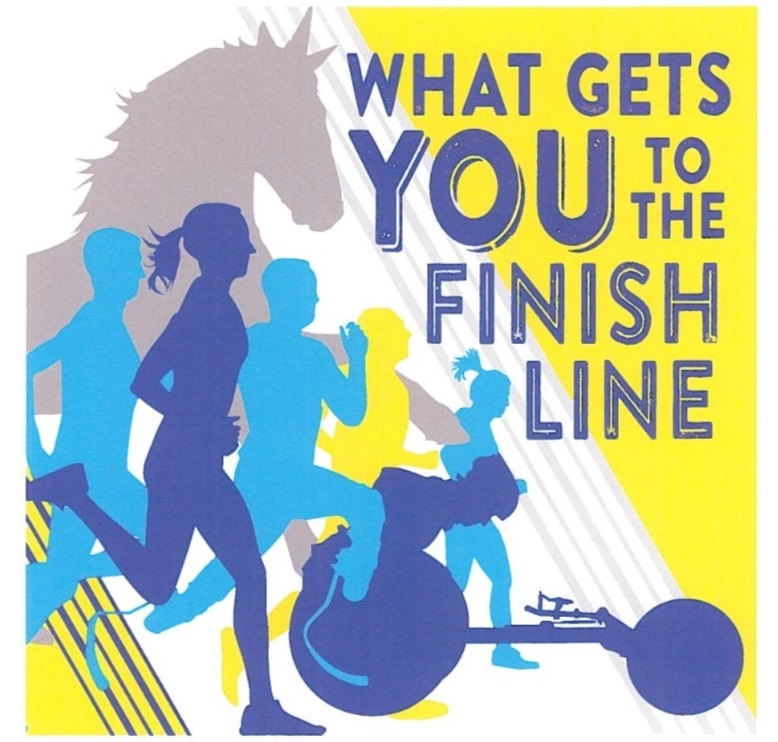 WHAT GETS
YOU TO
THE
FINISH
LINE